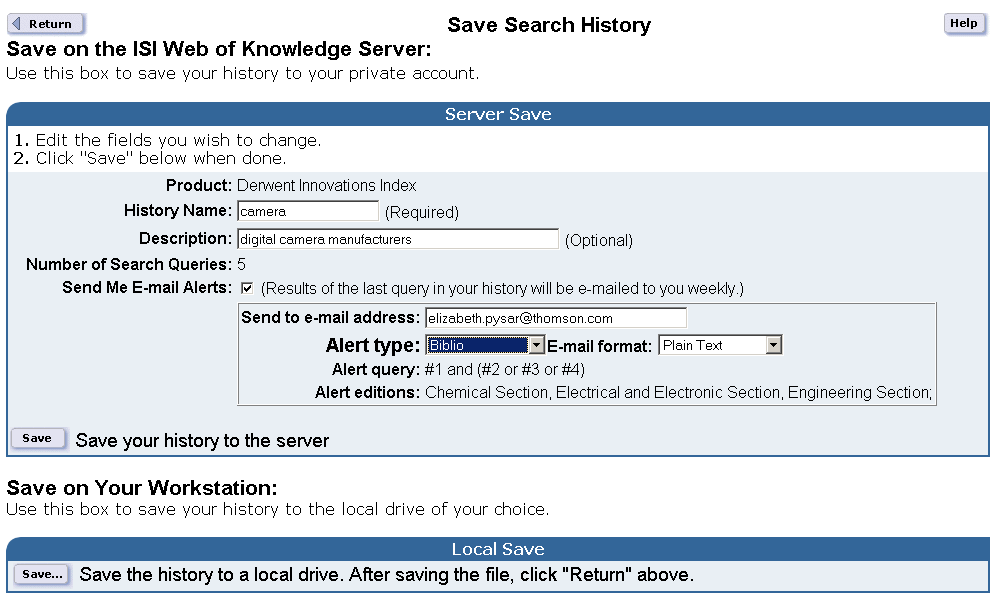 Return
Save Search History
Help
Save on the ISI Web of Knowledge Server:
Use this box to save your history to your private account.
Server Save
1. Edit the fields you wish to change.
2. Click "Save" below when done.
Product: Derwent Innovations Index
History Name: camera (Required)
Description: digital camera manufacturers (Optional)
Number of Search Queries: 5
Send Me E-mail Alerts: (Results of the last query in your history will be e-mailed to you weekly.)
Send to e-mail address: elizabeth.pysar@thomson.com
Alert type: Biblio E-mail format: Plain Text
Alert query: #1 and (#2 or #3 or #4)
Alert editions: Chemical Section, Electrical and Electronic Section, Engineering Section;
Save Save your history to the server
Save on Your Workstation:
Use this box to save your history to the local drive of your choice.
Local Save
Save... Save the history to a local drive. After saving the file, click "Return" above.